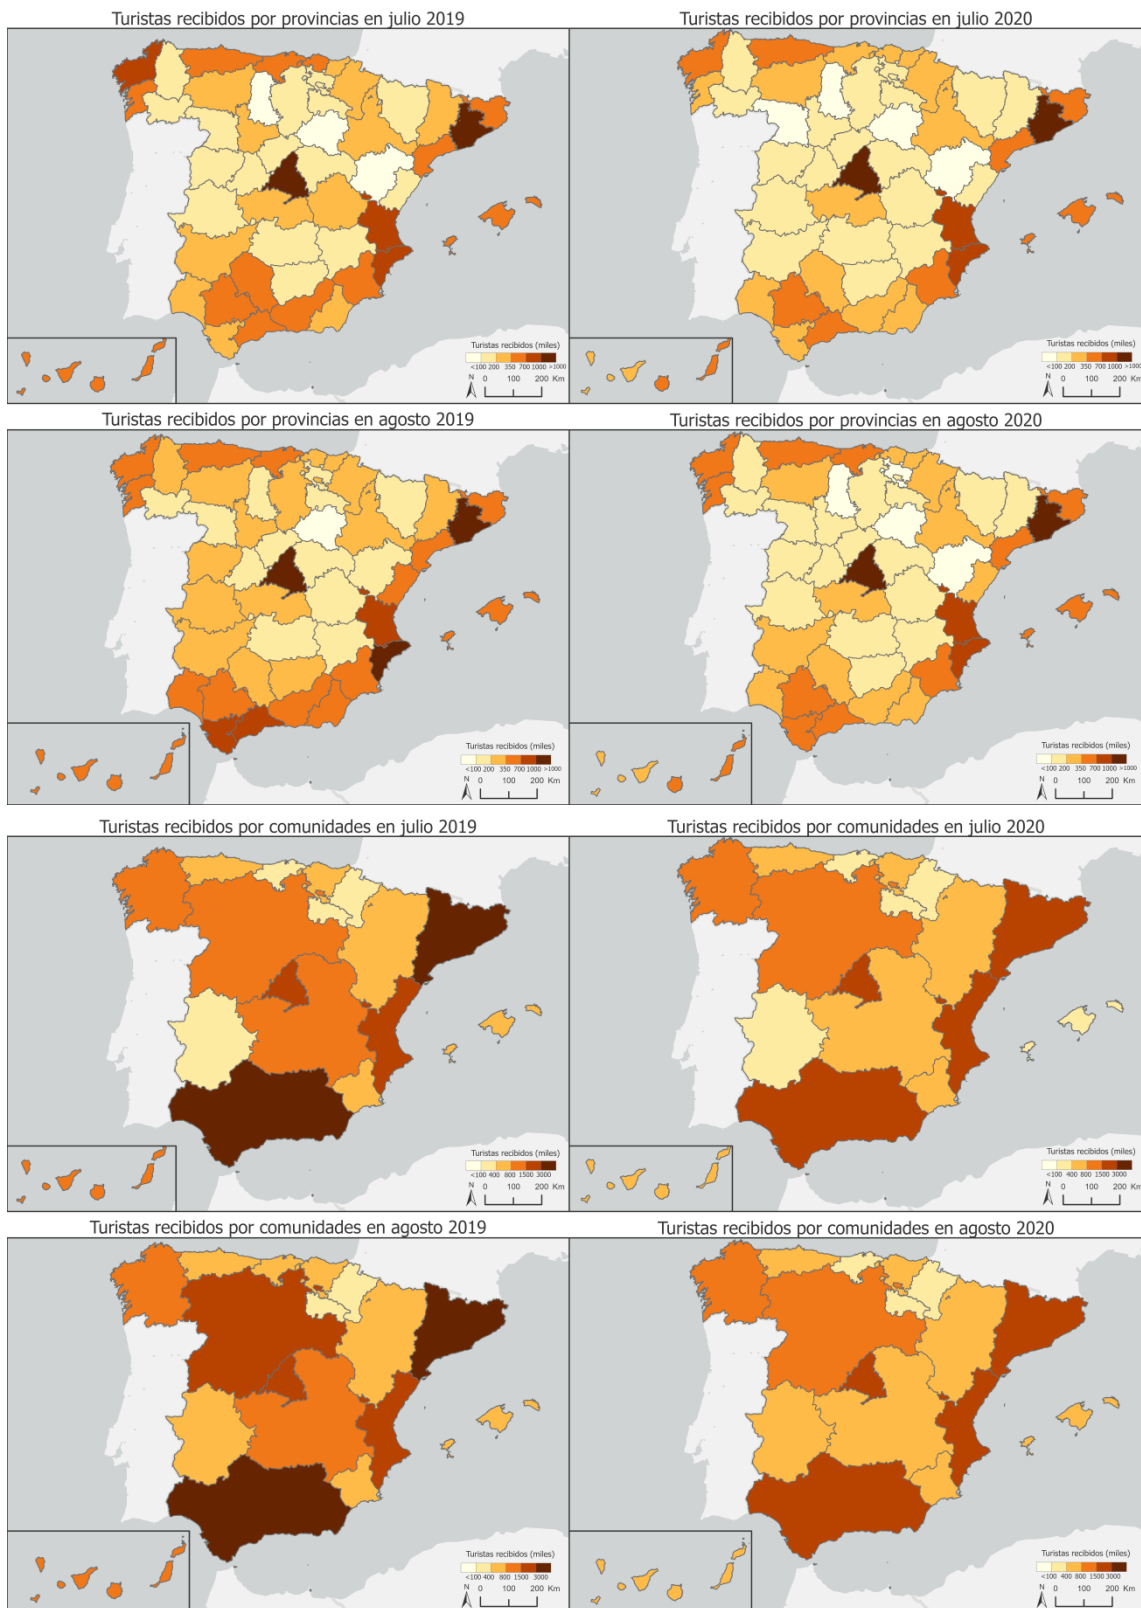 Turistas recibidos por provincias en julio 2019
Turistas recibidos (miles)
<100 200 350 700 1000 >1000
N 0 100 200 Km
Turistas recibidos por provincias en julio 2020
Turistas recibidos (miles)
<100 200 350 700 1000 >1000
N 0 100 200 Km
Turistas recibidos por provincias en agosto 2019
Turistas recibidos (miles)
<100 200 350 700 1000 >1000
N 0 100 200 Km
Turistas recibidos por provincias en agosto 2020
Turistas recibidos (miles)
<100 200 350 700 1000 >1000
N 0 100 200 Km
Turistas recibidos por comunidades en julio 2019
Turistas recibidos (miles)
<100 400 800 1500 3000
N 0 100 200 Km
Turistas recibidos por comunidades en julio 2020
Turistas recibidos (miles)
<100 400 800 1500 3000
N 0 100 200 Km
Turistas recibidos por comunidades en agosto 2019
Turistas recibidos (miles)
<100 400 800 1500 3000
N 0 100 200 Km
Turistas recibidos por comunidades en agosto 2020
Turistas recibidos (miles)
<100 400 800 1500 3000
N 0 100 200 Km